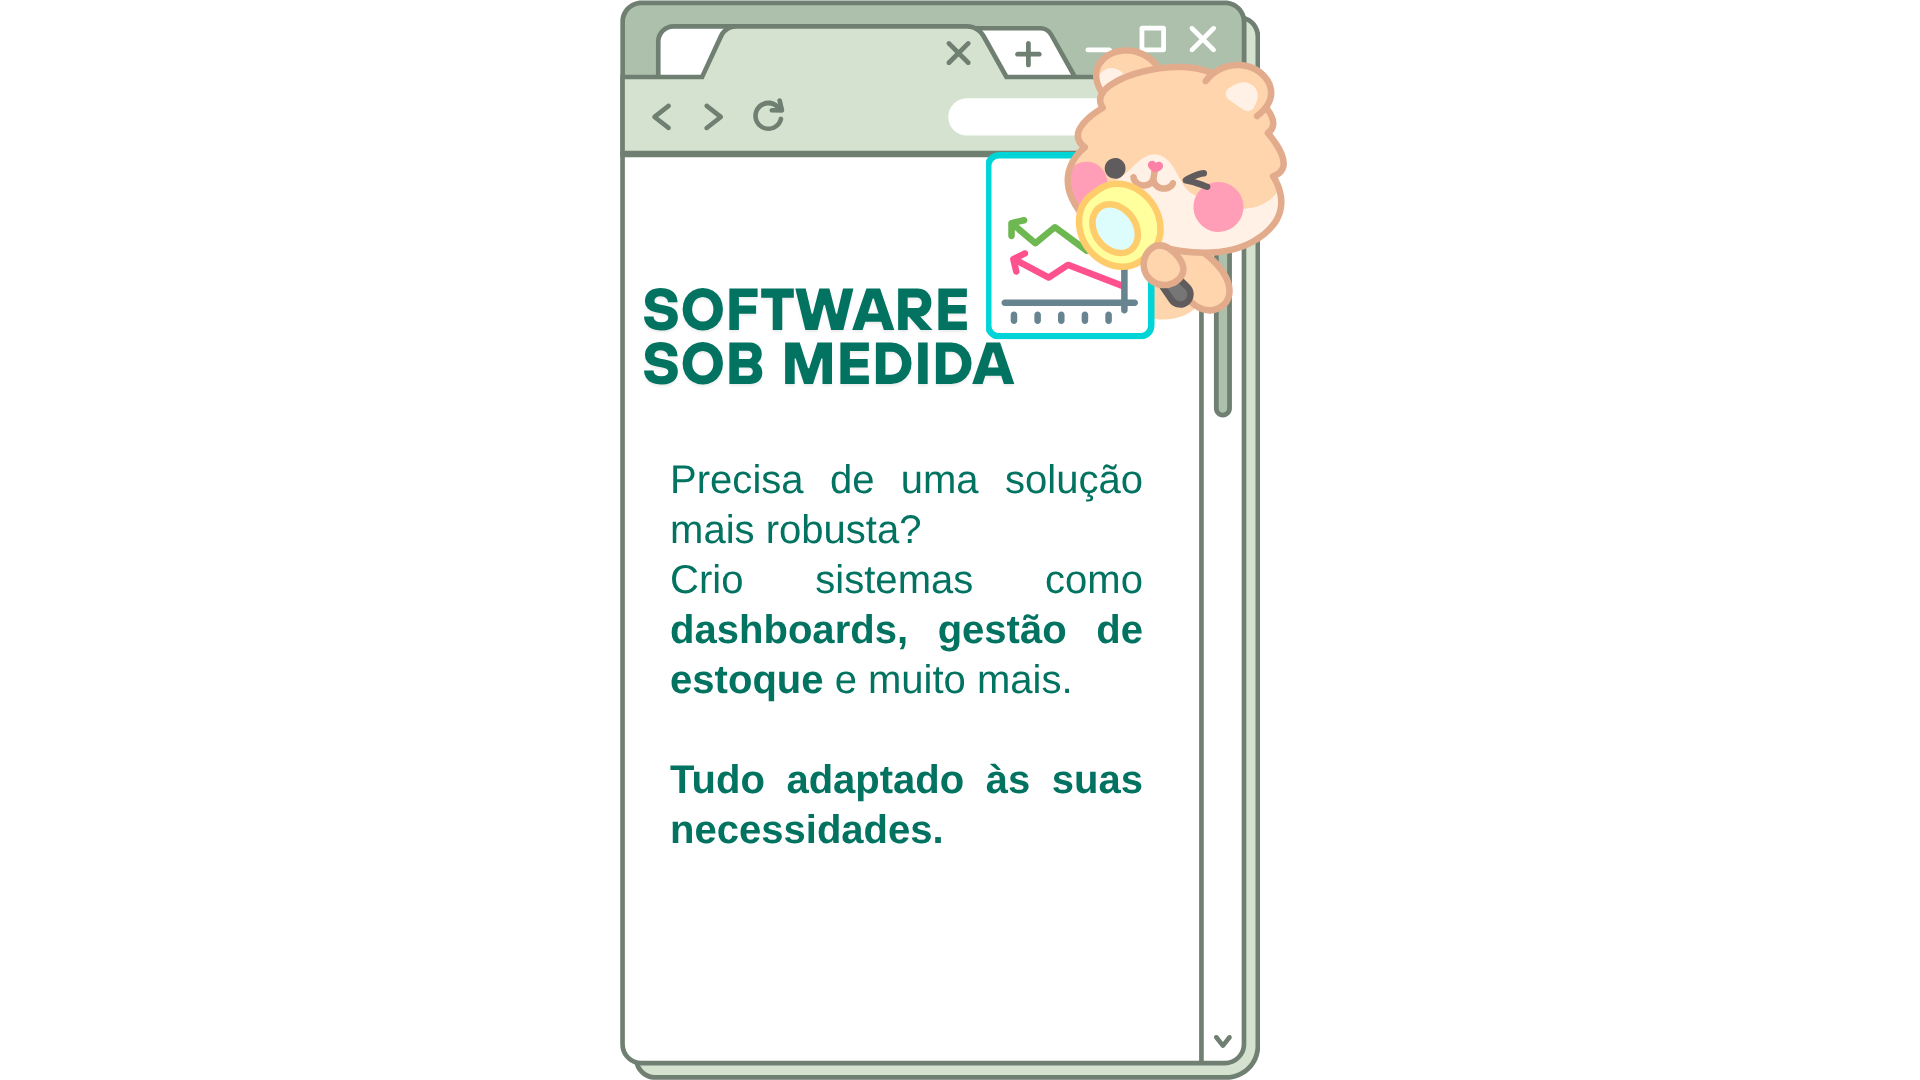 SOFTWARE
SOB MEDIDA
Precisa de uma solução
mais robusta?
Crio sistemas como
dashboards, gestão de
estoque e muito mais.
Tudo adaptado às suas
necessidades.